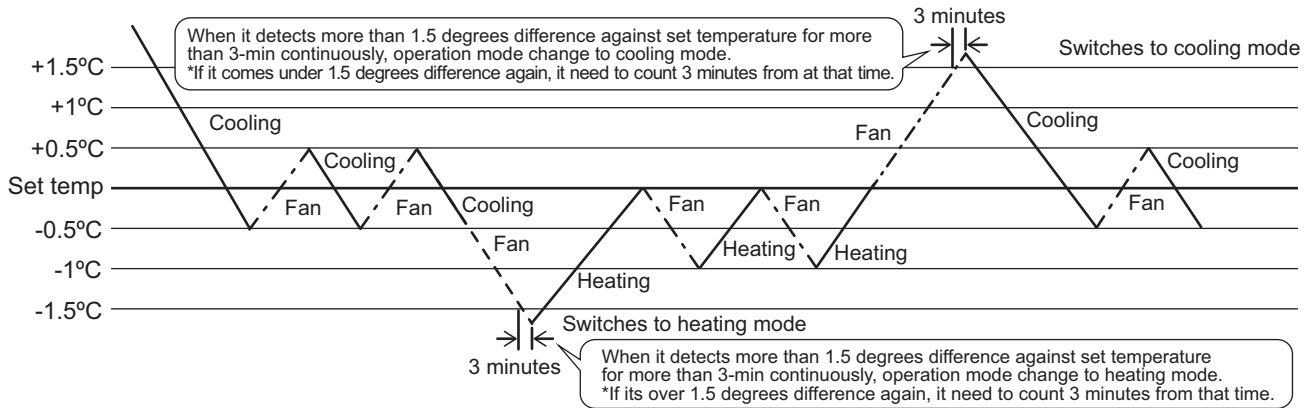 3 minutes
When it detects more than 1.5 degrees difference against set temperature for more
than 3-min continuously, operation mode change to cooling mode.
*If it comes under 1.5 degrees difference again, it need to count 3 minutes from at that time.
Switches to cooling mode
+1.5ºC
+1ºC
Cooling
Fan
Cooling
+0.5ºC
Cooling
Cooling
Set temp
Fan
Fan
Cooling
Fan
Fan
Fan
-0.5ºC
Fan
Heating
Heating
-1ºC
Heating
-1.5ºC
Switches to heating mode
3 minutes
When it detects more than 1.5 degrees difference against set temperature
for more than 3-min continuously, operation mode change to heating mode.
*If its over 1.5 degrees difference again, it need to count 3 minutes from that time.